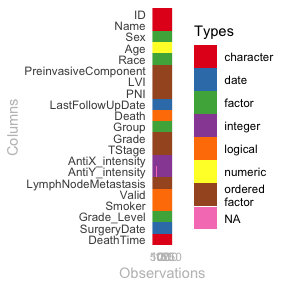 Columns
ID
Name
Sex
Age
Race
PreinvasiveComponent
LVI
PNI
LastFollowUpDate
Death
Group
Grade
TStage
AntiX_intensity
AntiY_intensity
LymphNodeMetastasis
Valid
Smoker
Grade_Level
SurgeryDate
DeathTime
Observations
Types
character
date
factor
integer
logical
numeric
ordered
factor
NA